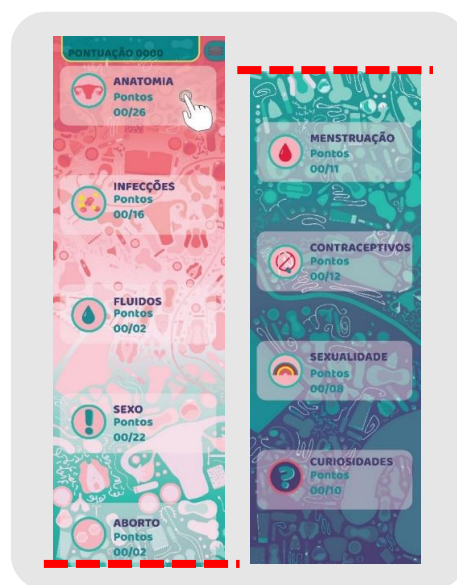 PONTUAÇÃO 0000
ANATOMIA
Pontos
00/26
INFECÇÕES
Pontos
00/16
FLUIDOS
Pontos
00/02
SEXO
Pontos
00/22
ABORTO
Pontos
00/02
MENSTRUAÇÃO
Pontos
00/11
CONTRACEPTIVOS
Pontos
00/12
SEXUALIDADE
Pontos
00/08
CURIOSIDADES
Pontos
00/10